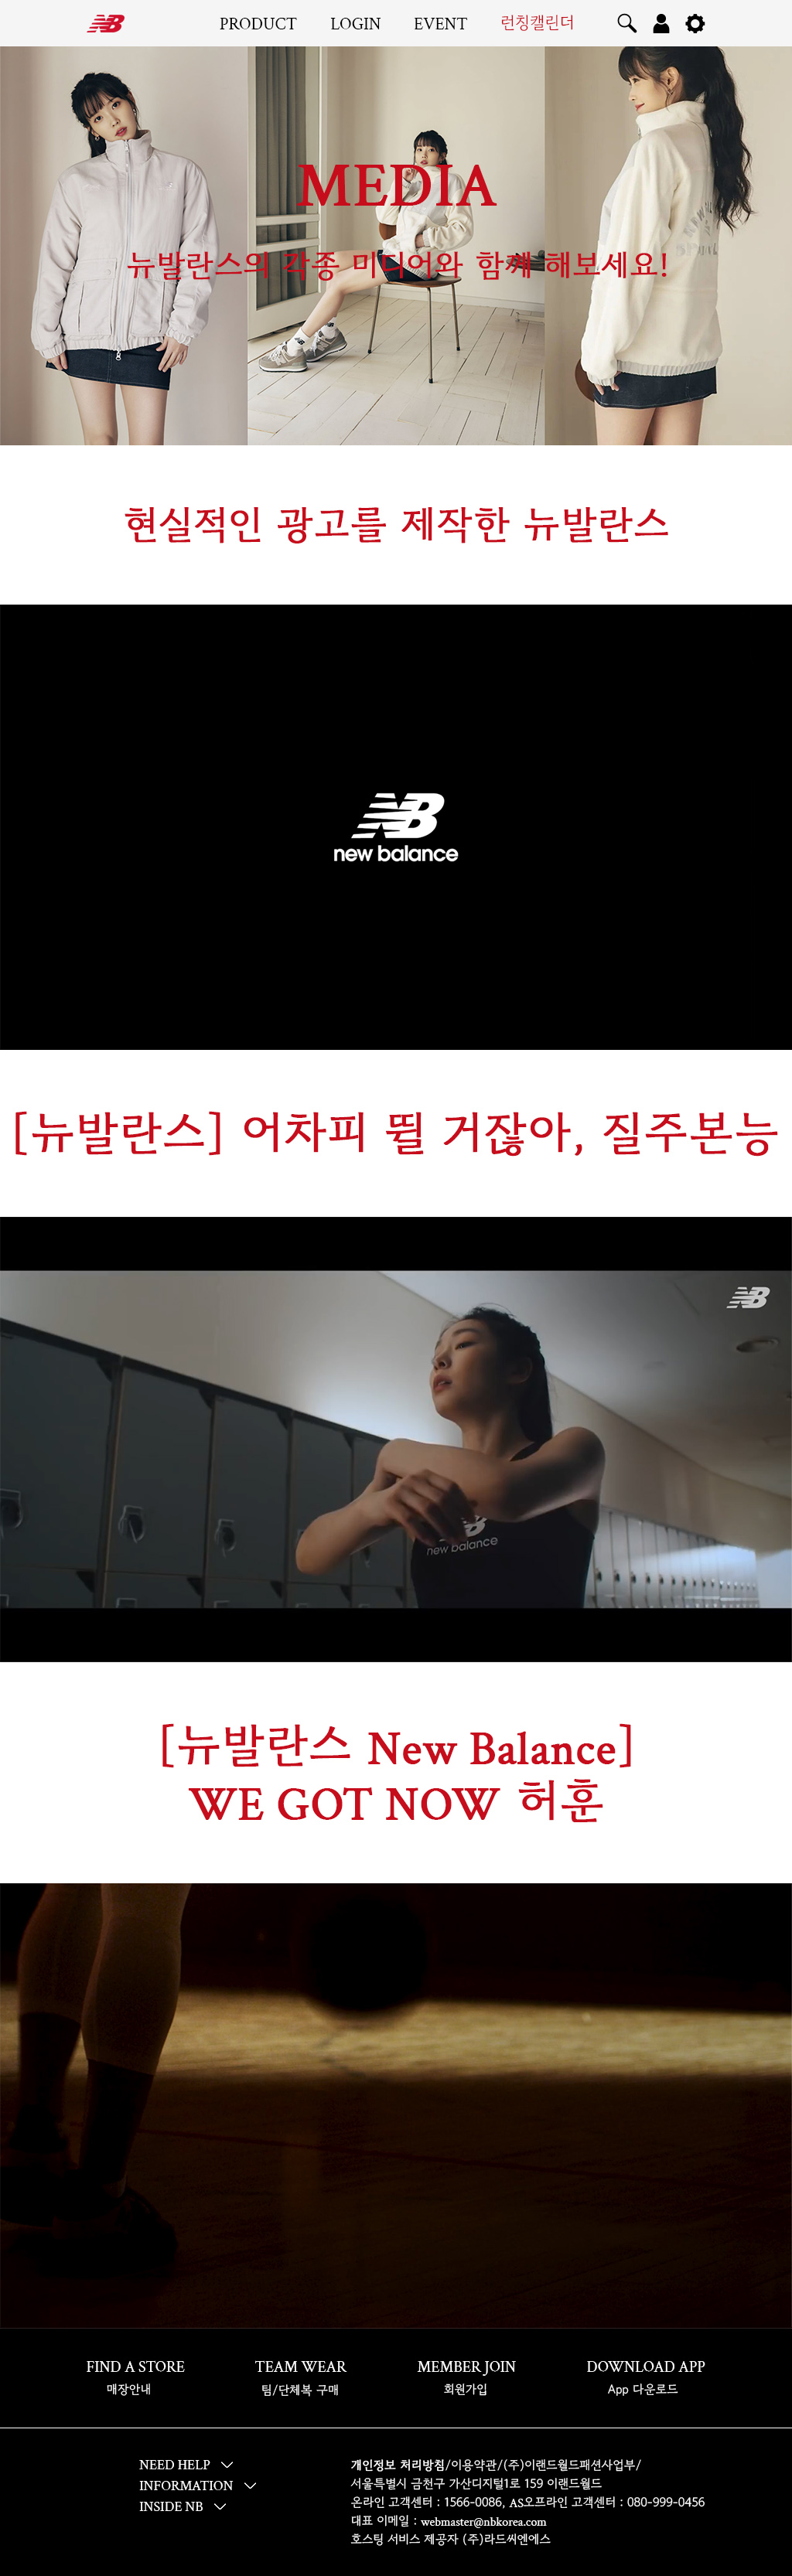 NB
PRODUCT LOGIN EVENT 런칭캘린더
MEDIA
뉴발란스의 각종 미디어와 함께 해보세요!
현실적인 광고를 제작한 뉴발란스
NB
new balance
[뉴발란스] 어차피 뛸 거잖아, 질주본능
NB
new balance
[뉴발란스 New Balance]
WE GOT NOW 허훈
FIND A STORE TEAM WEAR MEMBER JOIN DOWNLOAD APP
매장안내 팀/단체복 구매 회원가입 App 다운로드
NEED HELP
INFORMATION
INSIDE NB
개인정보 처리방침/이용약관/(주)이랜드월드패션사업부/
서울특별시 금천구 가산디지털1로 159 이랜드월드
온라인 고객센터 : 1566-0086, AS오프라인 고객센터 : 080-999-0456
대표 이메일 : webmaster@nbkorea.com
호스팅 서비스 제공자 (주)라드씨엔에스